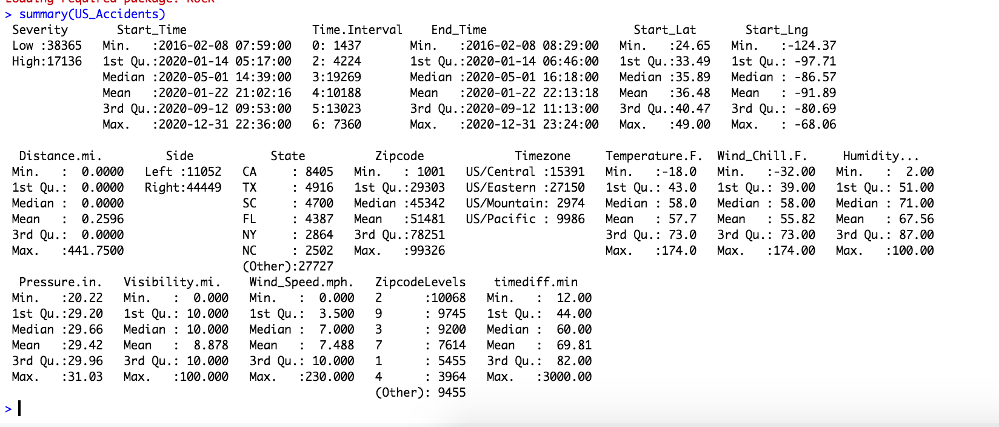 Loading required package: ROCR
> summary(US_Accidents)
Severity Start_Time Time.Interval End_Time Start_Lat Start_Lng
Low :38365 Min. :2016-02-08 07:59:00 0: 1437 Min. :2016-02-08 08:29:00 Min. :24.65 Min. :-124.37
High:17136 1st Qu.:2020-01-14 05:17:00 2: 4224 1st Qu.:2020-01-14 06:46:00 1st Qu.:33.49 1st Qu.: -97.71
Median :2020-05-01 14:39:00 3:19269 Median :2020-05-01 16:18:00 Median :35.89 Median : -86.57
Mean :2020-01-22 21:02:16 4:10188 Mean :2020-01-22 22:13:18 Mean :36.48 Mean : -91.89
3rd Qu.:2020-09-12 09:53:00 5:13023 3rd Qu.:2020-09-12 11:13:00 3rd Qu.:40.47 3rd Qu.: -80.69
Max. :2020-12-31 22:36:00 6: 7360 Max. :2020-12-31 23:24:00 Max. :49.00 Max. : -68.06
Distance.mi. Side State Zipcode Timezone Temperature.F. Wind_Chill.F. Humidity...
Min. : 0.0000 Left :11052 CA : 8405 Min. : 1001 US/Central :15391 Min. :-18.0 Min. :-32.00 Min. : 2.00
1st Qu.: 0.0000 Right:44449 TX : 4916 1st Qu.:29303 US/Eastern :27150 1st Qu.: 43.0 1st Qu.: 39.00 1st Qu.: 51.00
Median : 0.0000 SC : 4700 Median :45342 US/Mountain: 2974 Median : 58.0 Median : 58.00 Median : 71.00
Mean : 0.2596 FL : 4387 Mean :51481 US/Pacific : 9986 Mean : 57.7 Mean : 55.82 Mean : 67.56
3rd Qu.: 0.0000 NY : 2864 3rd Qu.:78251 3rd Qu.: 73.0 3rd Qu.: 73.00 3rd Qu.: 87.00
Max. :441.7500 NC : 2502 Max. :99326 Max. :174.0 Max. :174.00 Max. :100.00
(Other):27727
Pressure.in. Visibility.mi. Wind_Speed.mph. ZipcodeLevels timediff.min
Min. :20.22 Min. : 0.000 Min. : 0.000 2 :10068 Min. : 12.00
1st Qu.:29.20 1st Qu.: 10.000 1st Qu.: 3.500 9 : 9745 1st Qu.: 44.00
Median :29.66 Median : 10.000 Median : 7.000 3 : 9200 Median : 60.00
Mean :29.42 Mean : 8.878 Mean : 7.488 7 : 7614 Mean : 69.81
3rd Qu.:29.96 3rd Qu.: 10.000 3rd Qu.: 10.000 1 : 5455 3rd Qu.: 82.00
Max. :31.03 Max. :100.000 Max. :230.000 4 : 3964 Max. :3000.00
(Other): 9455
>